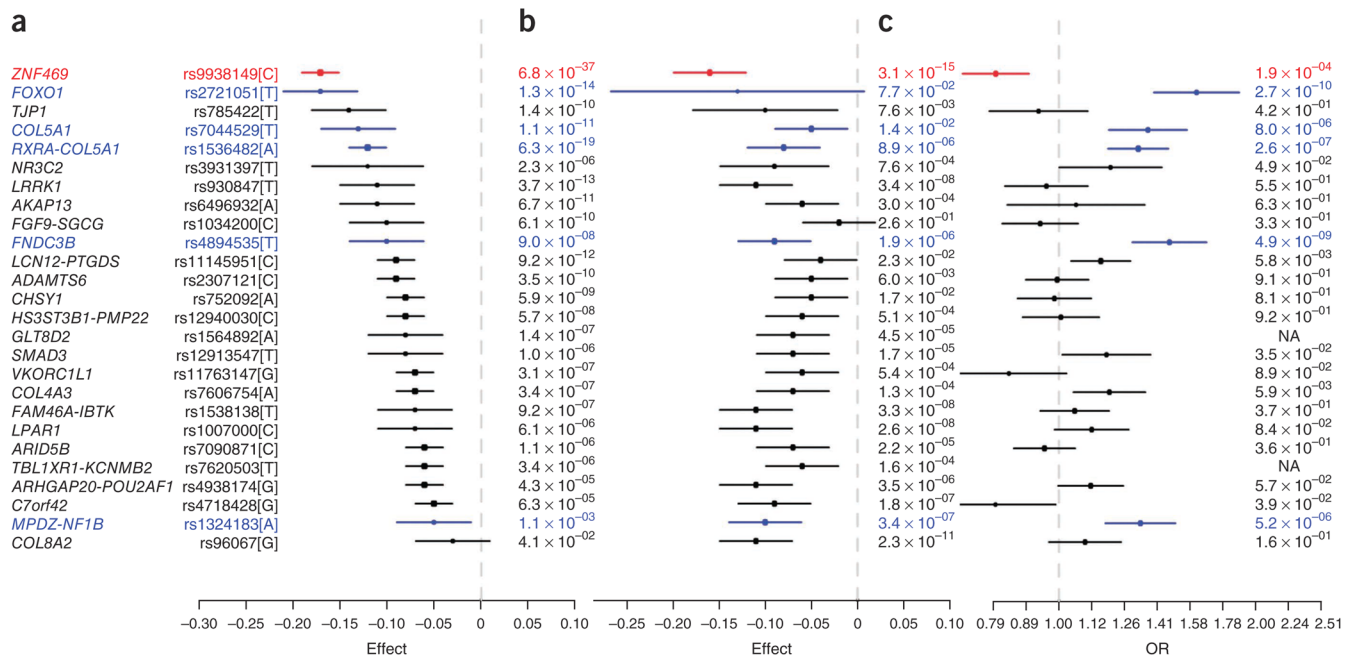 a b c
ZNF469 rs9938149[C] 6.8 × 10⁻³⁷ 3.1 × 10⁻¹⁵ 1.9 × 10⁻⁰⁴
FOXO1 rs2721051[T] 1.3 × 10⁻¹⁴ 7.7 × 10⁻⁰² 2.7 × 10⁻¹⁰
TJP1 rs785422[T] 1.4 × 10⁻¹⁰ 7.6 × 10⁻⁰³ 4.2 × 10⁻⁰¹
COL5A1 rs7044529[T] 1.1 × 10⁻¹¹ 1.4 × 10⁻⁰² 8.0 × 10⁻⁰⁶
RXRA-COL5A1 rs1536482[A] 6.3 × 10⁻¹⁹ 8.9 × 10⁻⁰⁶ 2.6 × 10⁻⁰⁷
NR3C2 rs3931397[T] 2.3 × 10⁻⁰⁶ 7.6 × 10⁻⁰⁴ 4.9 × 10⁻⁰²
LRRK1 rs930847[T] 3.7 × 10⁻¹³ 3.4 × 10⁻⁰⁸ 5.5 × 10⁻⁰¹
AKAP13 rs6496932[A] 6.7 × 10⁻¹¹ 3.0 × 10⁻⁰⁴ 6.3 × 10⁻⁰¹
FGF9-SGCG rs1034200[C] 6.1 × 10⁻¹⁰ 2.6 × 10⁻⁰¹ 3.3 × 10⁻⁰¹
FNDC3B rs4894535[T] 9.0 × 10⁻⁰⁸ 1.9 × 10⁻⁰⁶ 4.9 × 10⁻⁰⁹
LCN12-PTGDS rs11145951[C] 9.2 × 10⁻¹² 2.3 × 10⁻⁰² 5.8 × 10⁻⁰³
ADAMTS6 rs2307121[C] 3.5 × 10⁻¹⁰ 6.0 × 10⁻⁰³ 9.1 × 10⁻⁰¹
CHSY1 rs752092[A] 5.9 × 10⁻⁰⁹ 1.7 × 10⁻⁰² 8.1 × 10⁻⁰¹
HS3ST3B1-PMP22 rs12940030[C] 5.7 × 10⁻⁰⁸ 5.1 × 10⁻⁰⁴ 9.2 × 10⁻⁰¹
GLT8D2 rs1564892[A] 1.4 × 10⁻⁰⁷ 4.5 × 10⁻⁰⁵ NA
SMAD3 rs12913547[T] 1.0 × 10⁻⁰⁶ 1.7 × 10⁻⁰⁵ 3.5 × 10⁻⁰²
VKORC1L1 rs11763147[G] 3.1 × 10⁻⁰⁷ 5.4 × 10⁻⁰⁴ 8.9 × 10⁻⁰²
COL4A3 rs7606754[A] 3.4 × 10⁻⁰⁷ 1.3 × 10⁻⁰⁴ 5.9 × 10⁻⁰³
FAM46A-IBTK rs1538138[T] 9.2 × 10⁻⁰⁷ 3.3 × 10⁻⁰⁸ 3.7 × 10⁻⁰¹
LPAR1 rs1007000[C] 6.1 × 10⁻⁰⁶ 2.6 × 10⁻⁰⁸ 8.4 × 10⁻⁰²
ARID5B rs7090871[C] 1.1 × 10⁻⁰⁶ 2.2 × 10⁻⁰⁵ 3.6 × 10⁻⁰¹
TBL1XR1-KCNMB2 rs7620503[T] 3.4 × 10⁻⁰⁶ 1.6 × 10⁻⁰⁴ NA
ARHGAP20-POU2AF1 rs4938174[G] 4.3 × 10⁻⁰⁵ 3.5 × 10⁻⁰⁶ 5.7 × 10⁻⁰²
C7orf42 rs4718428[G] 6.3 × 10⁻⁰⁵ 1.8 × 10⁻⁰⁷ 3.9 × 10⁻⁰²
MPDZ-NF1B rs1324183[A] 1.1 × 10⁻⁰³ 3.4 × 10⁻⁰⁷ 5.2 × 10⁻⁰⁶
COL8A2 rs96067[G] 4.1 × 10⁻⁰² 2.3 × 10⁻¹¹ 1.6 × 10⁻⁰¹
−0.30 −0.20 −0.20 −0.15 −0.1.00 −0.05 0 0.05 0.10 −0.25 −0.20 −0.15 −0.10 −0.05 0 0.05 0.10 0.79 0.89 1.00 1.12 1.26 1.41 1.58 1.78 2.00 2.24 2.51
Effect Effect OR